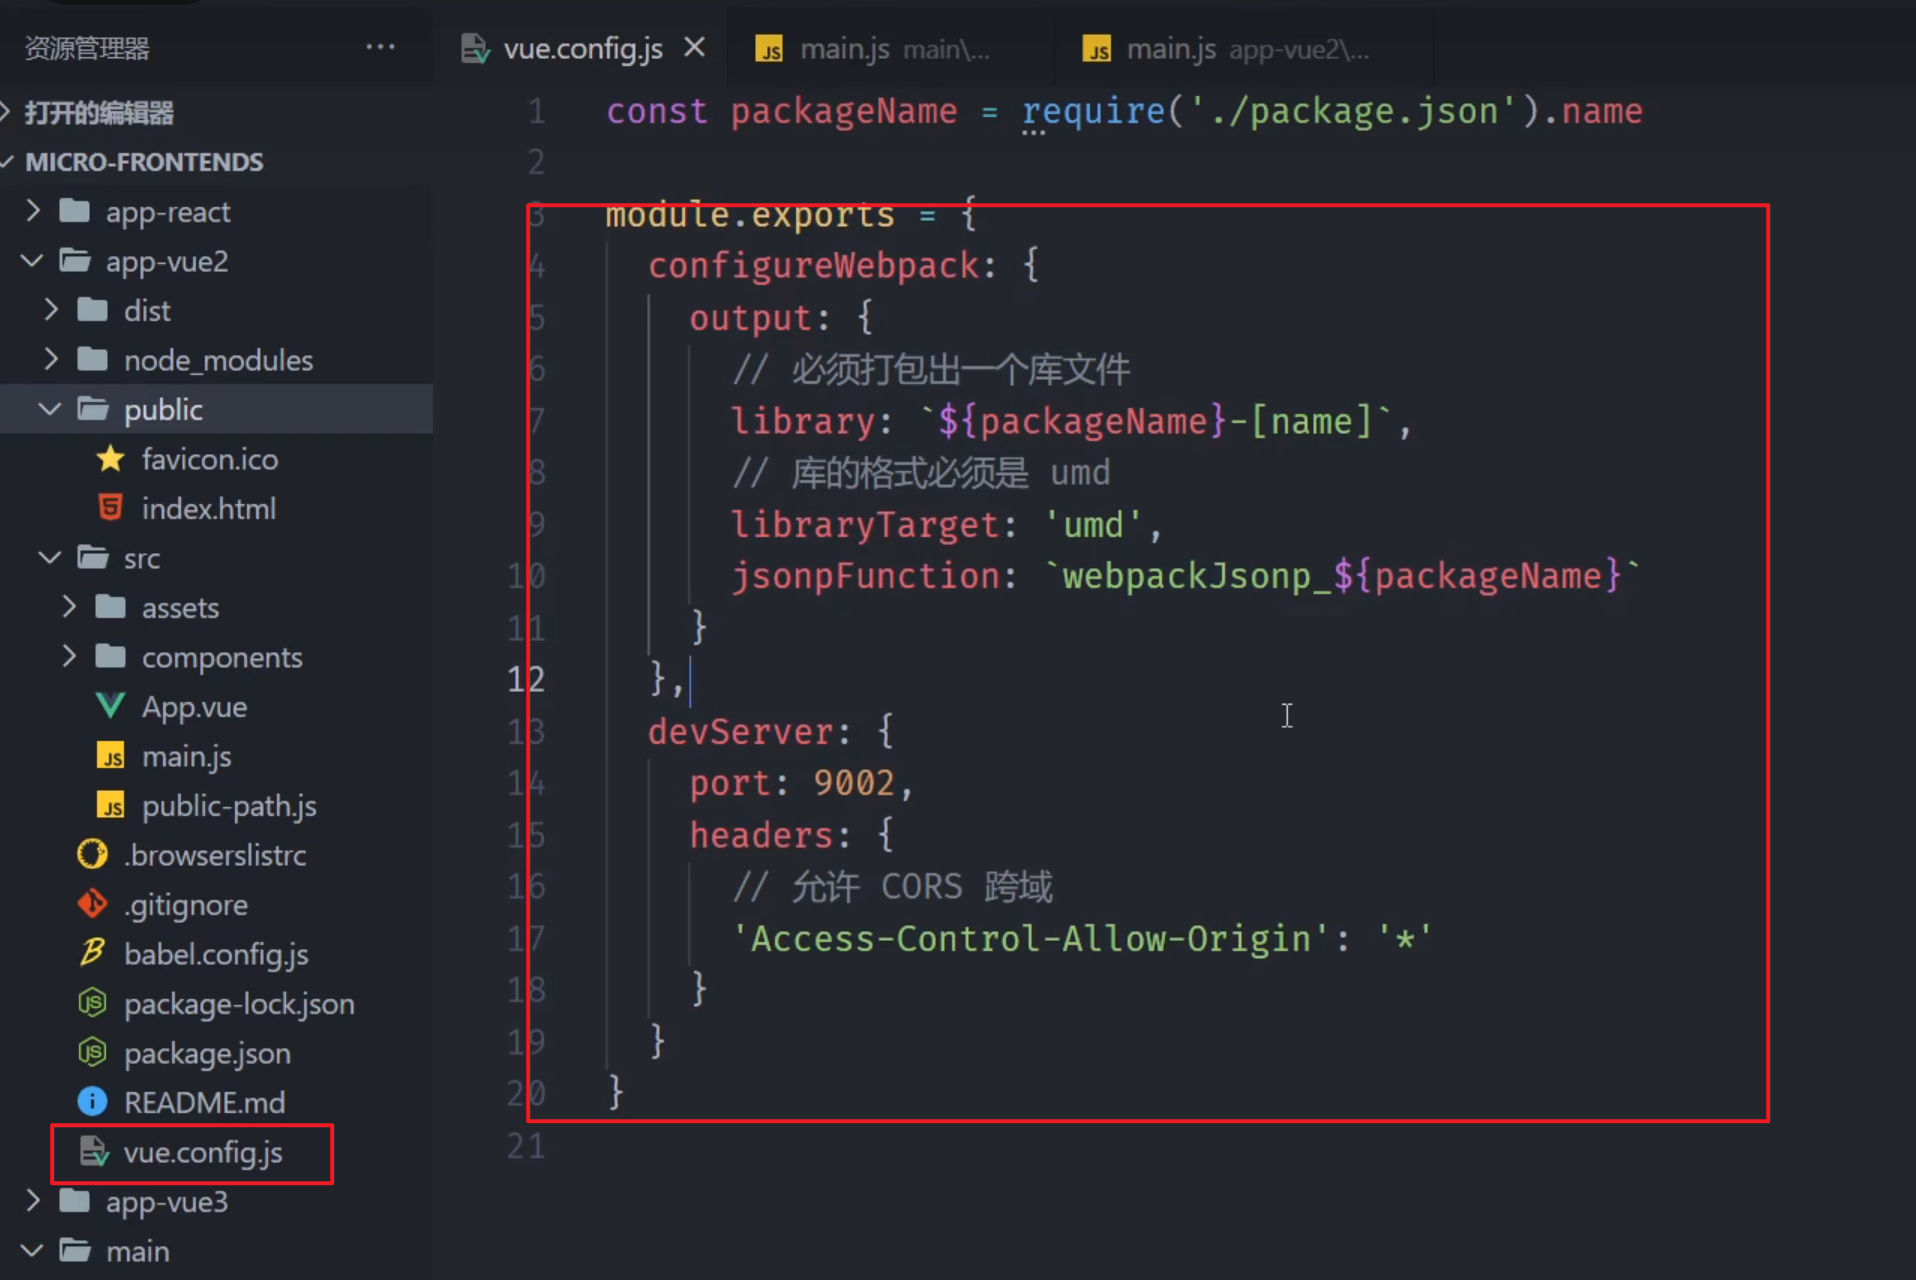 资源管理器 ···
打开的编辑器
MICRO-FRONTENDS
app-react
app-vue2
dist
node_modules
public
favicon.ico
index.html
src
assets
components
App.vue
main.js
public-path.js
.browserslistrc
.gitignore
babel.config.js
package-lock.json
package.json
README.md
vue.config.js
app-vue3
main
vue.config.js × JS main.js main\... JS main.js app-vue2\...
1 const packageName = require('./package.json').name
2
3 module.exports = {
4 configureWebpack: {
5 output: {
6 // 必须打包出一个库文件
7 library: `${packageName}-[name]`,
8 // 库的格式必须是 umd
9 libraryTarget: 'umd',
10 jsonpFunction: `webpackJsonp_${packageName}`
11 }
12 },
13 devServer: {
14 port: 9002,
15 headers: {
16 // 允许 CORS 跨域
17 'Access-Control-Allow-Origin': '*'
18 }
19 }
20 }
21